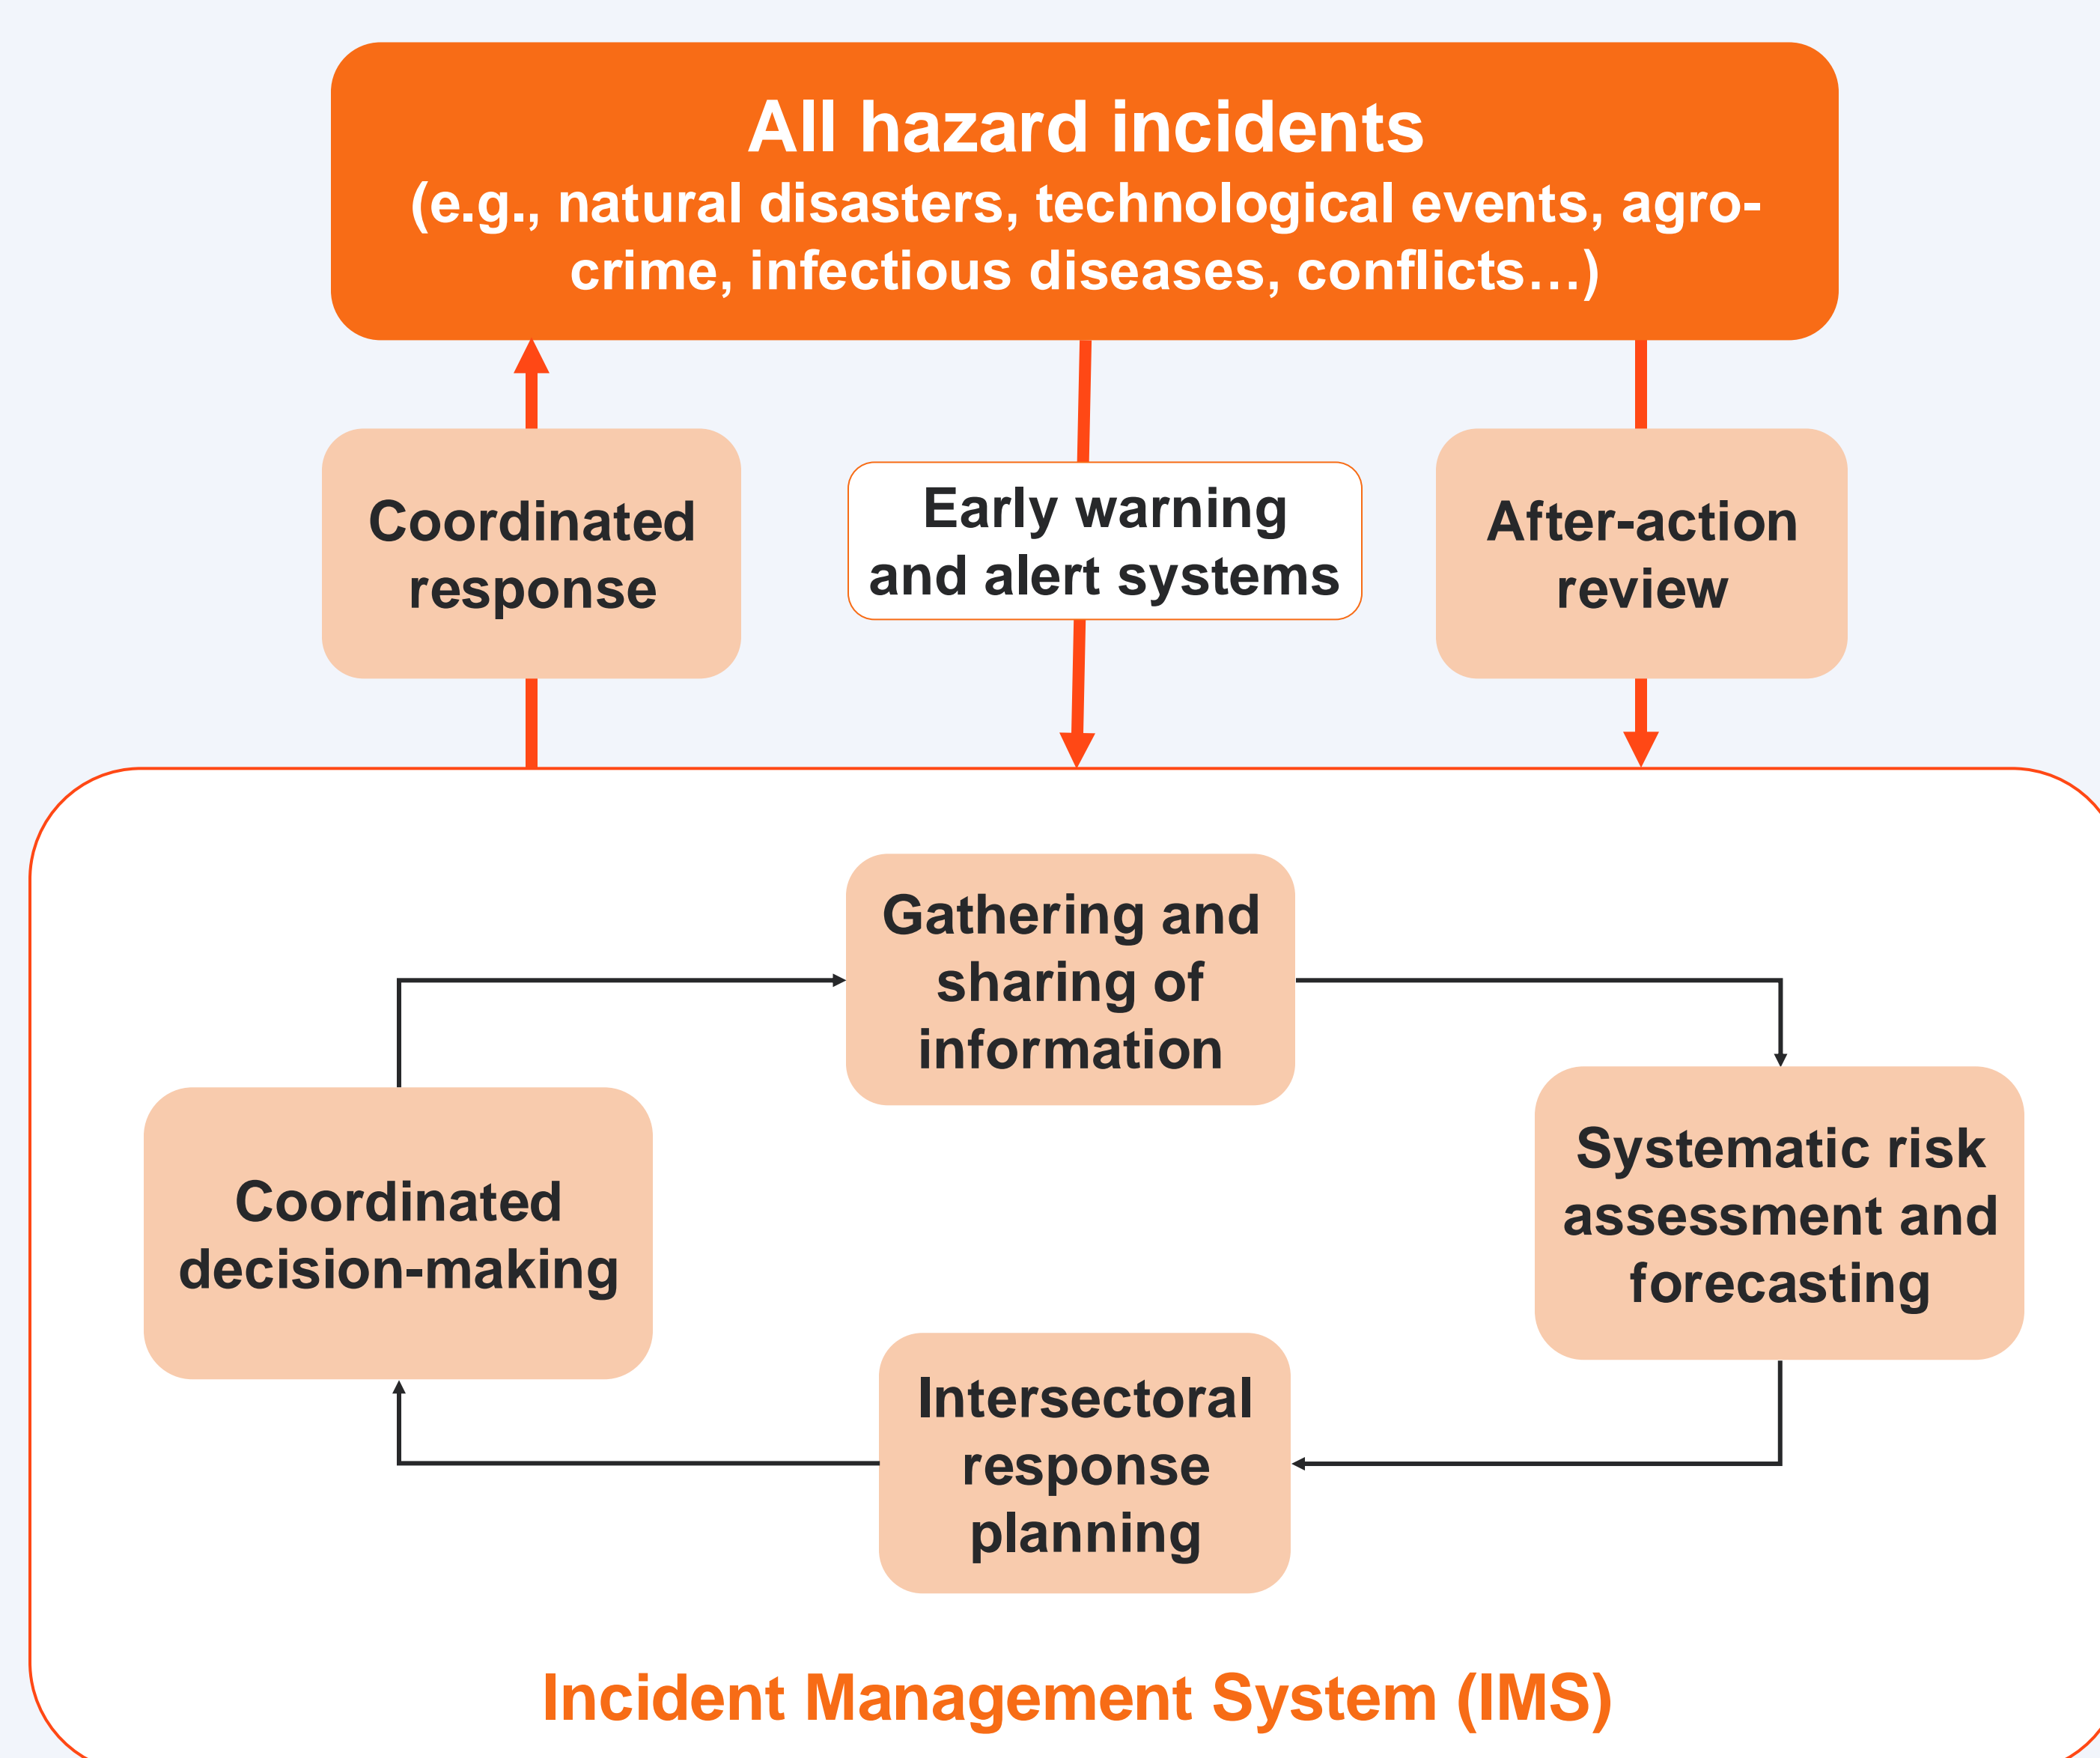 All hazard incidents
(e.g., natural disasters, technological events, agro-
crime, infectious diseases, conflicts…)
Coordinated
response
Early warning
and alert systems
After-action
review
Gathering and
sharing of
information
Coordinated
decision-making
Systematic risk
assessment and
forecasting
Intersectoral
response
planning
Incident Management System (IMS)